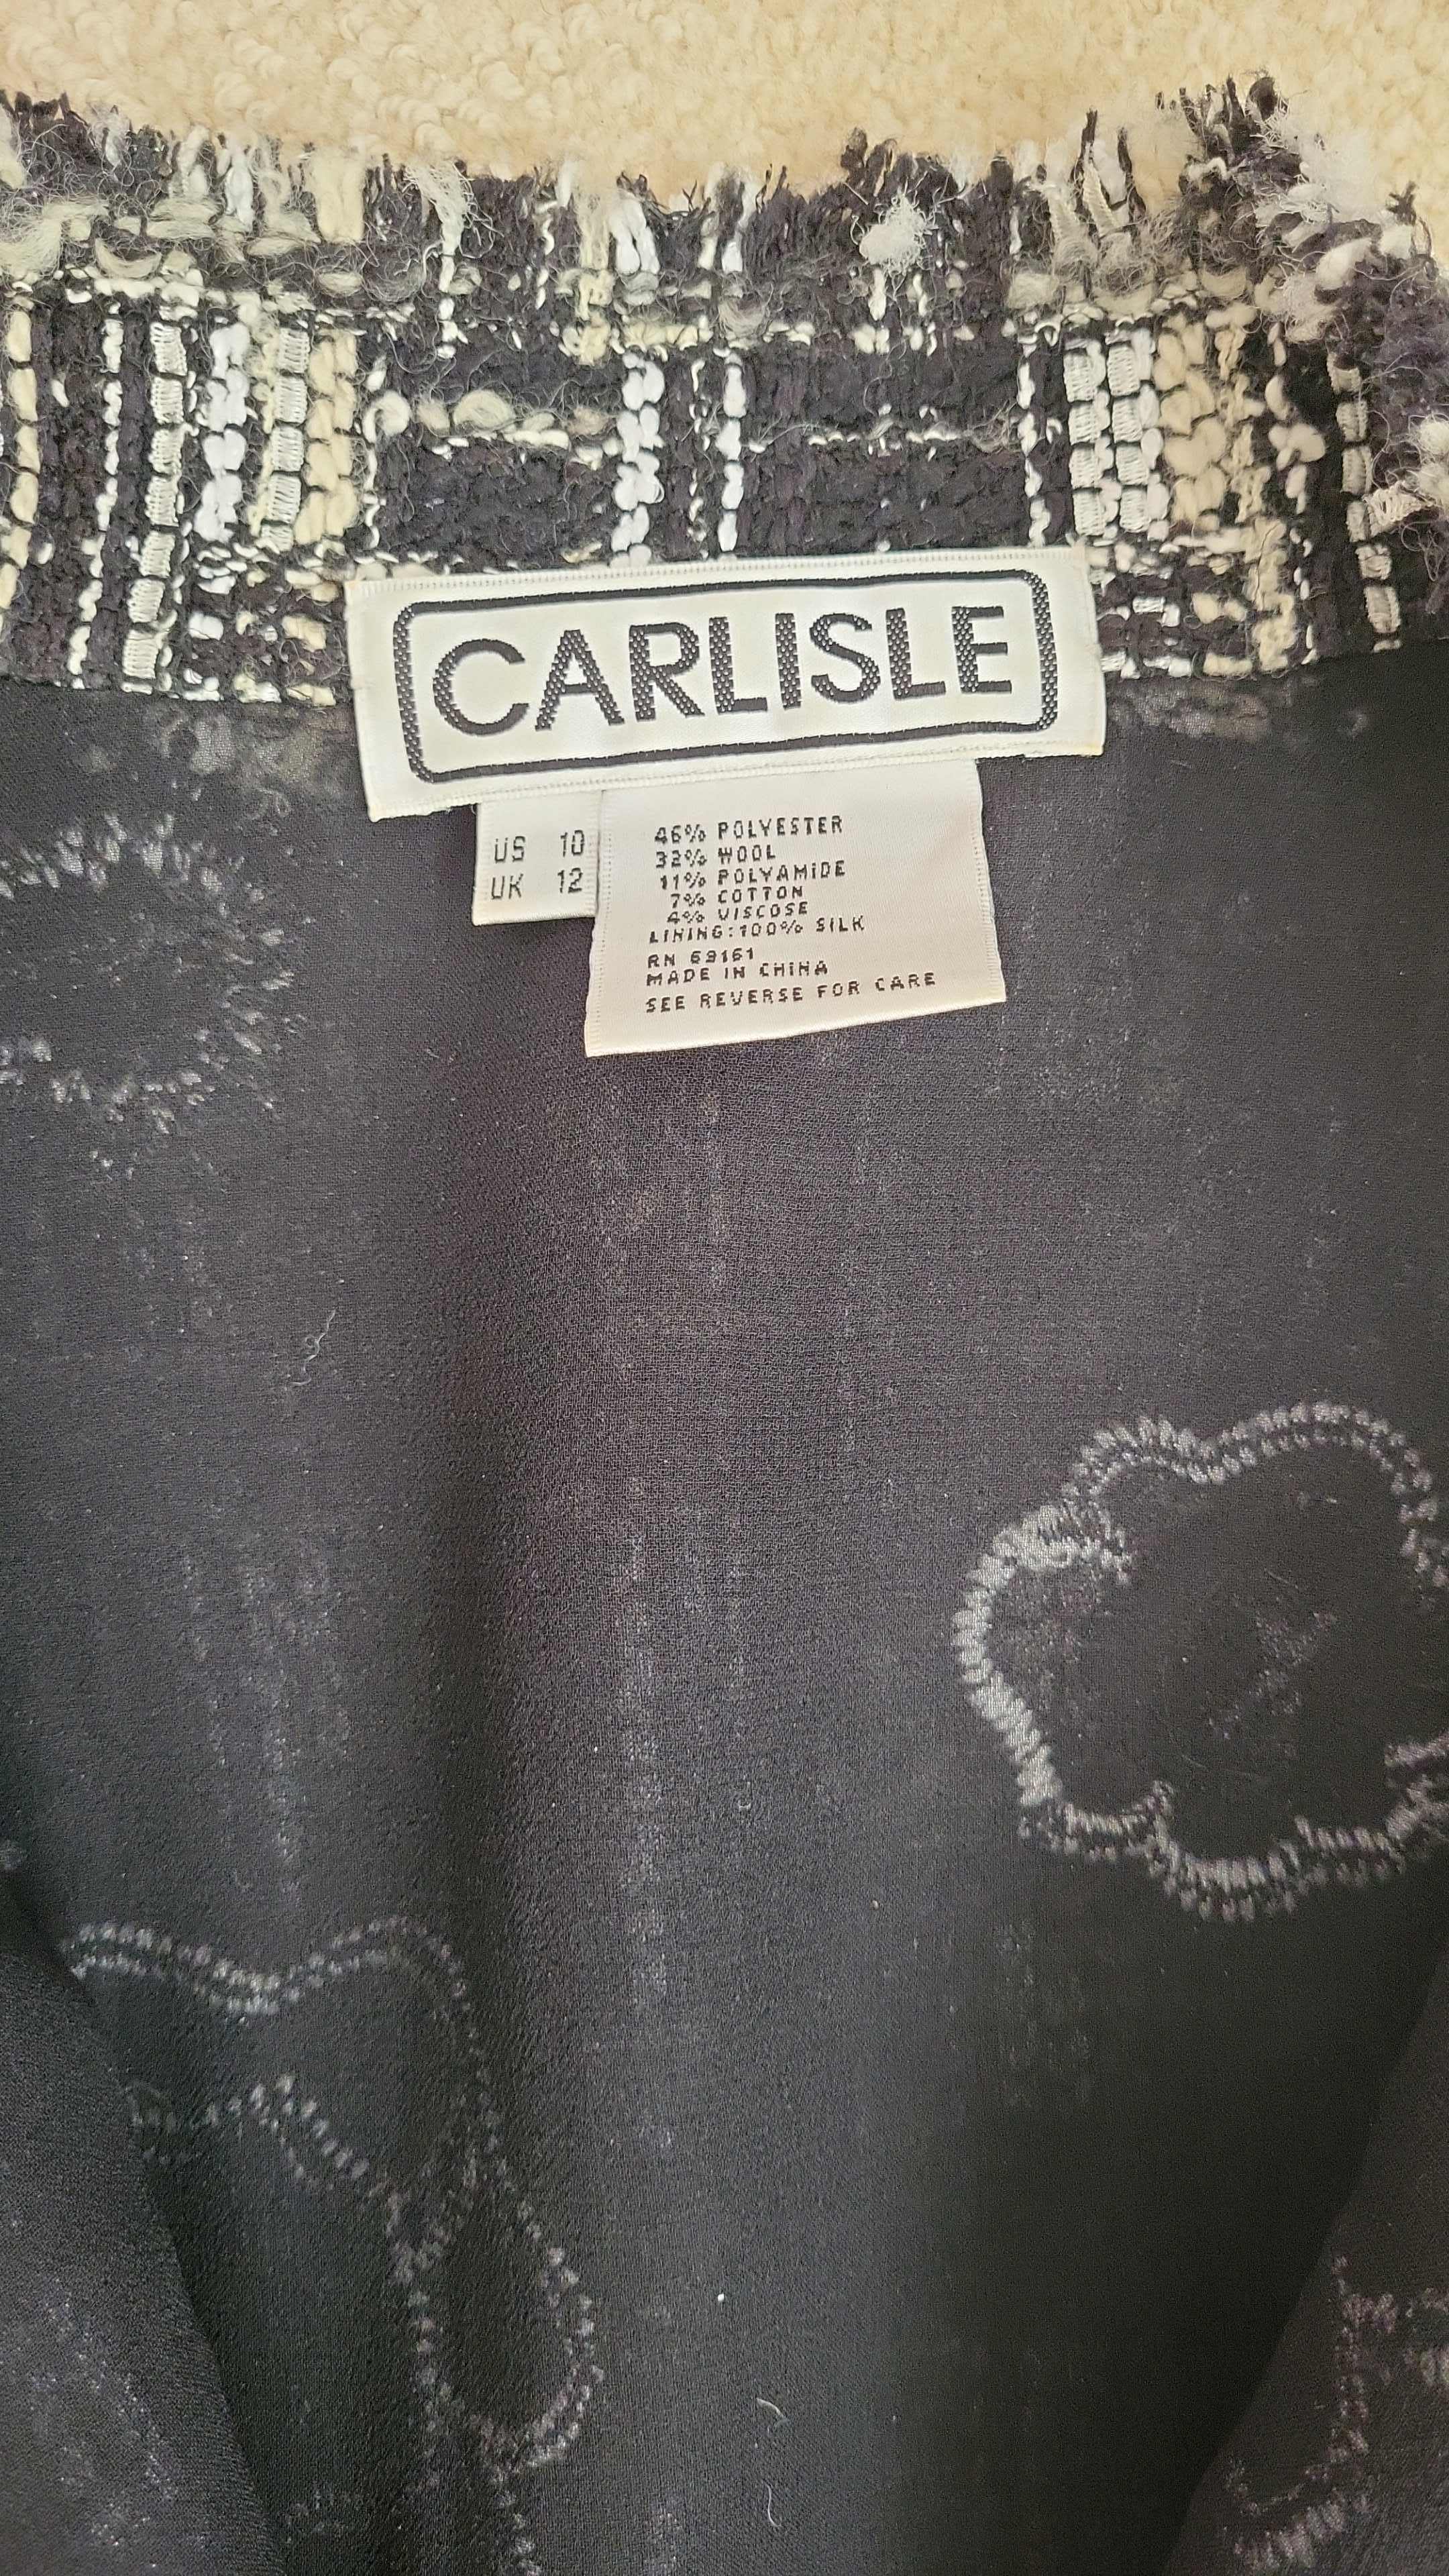 CARLISLE
US 10
UK 12
46% POLYESTER
32% WOOL
11% POLYAMIDE
7% COTTON
4% VISCOSE
LINING:100% SILK
RN 69161
MADE IN CHINA
SEE REVERSE FOR CARE